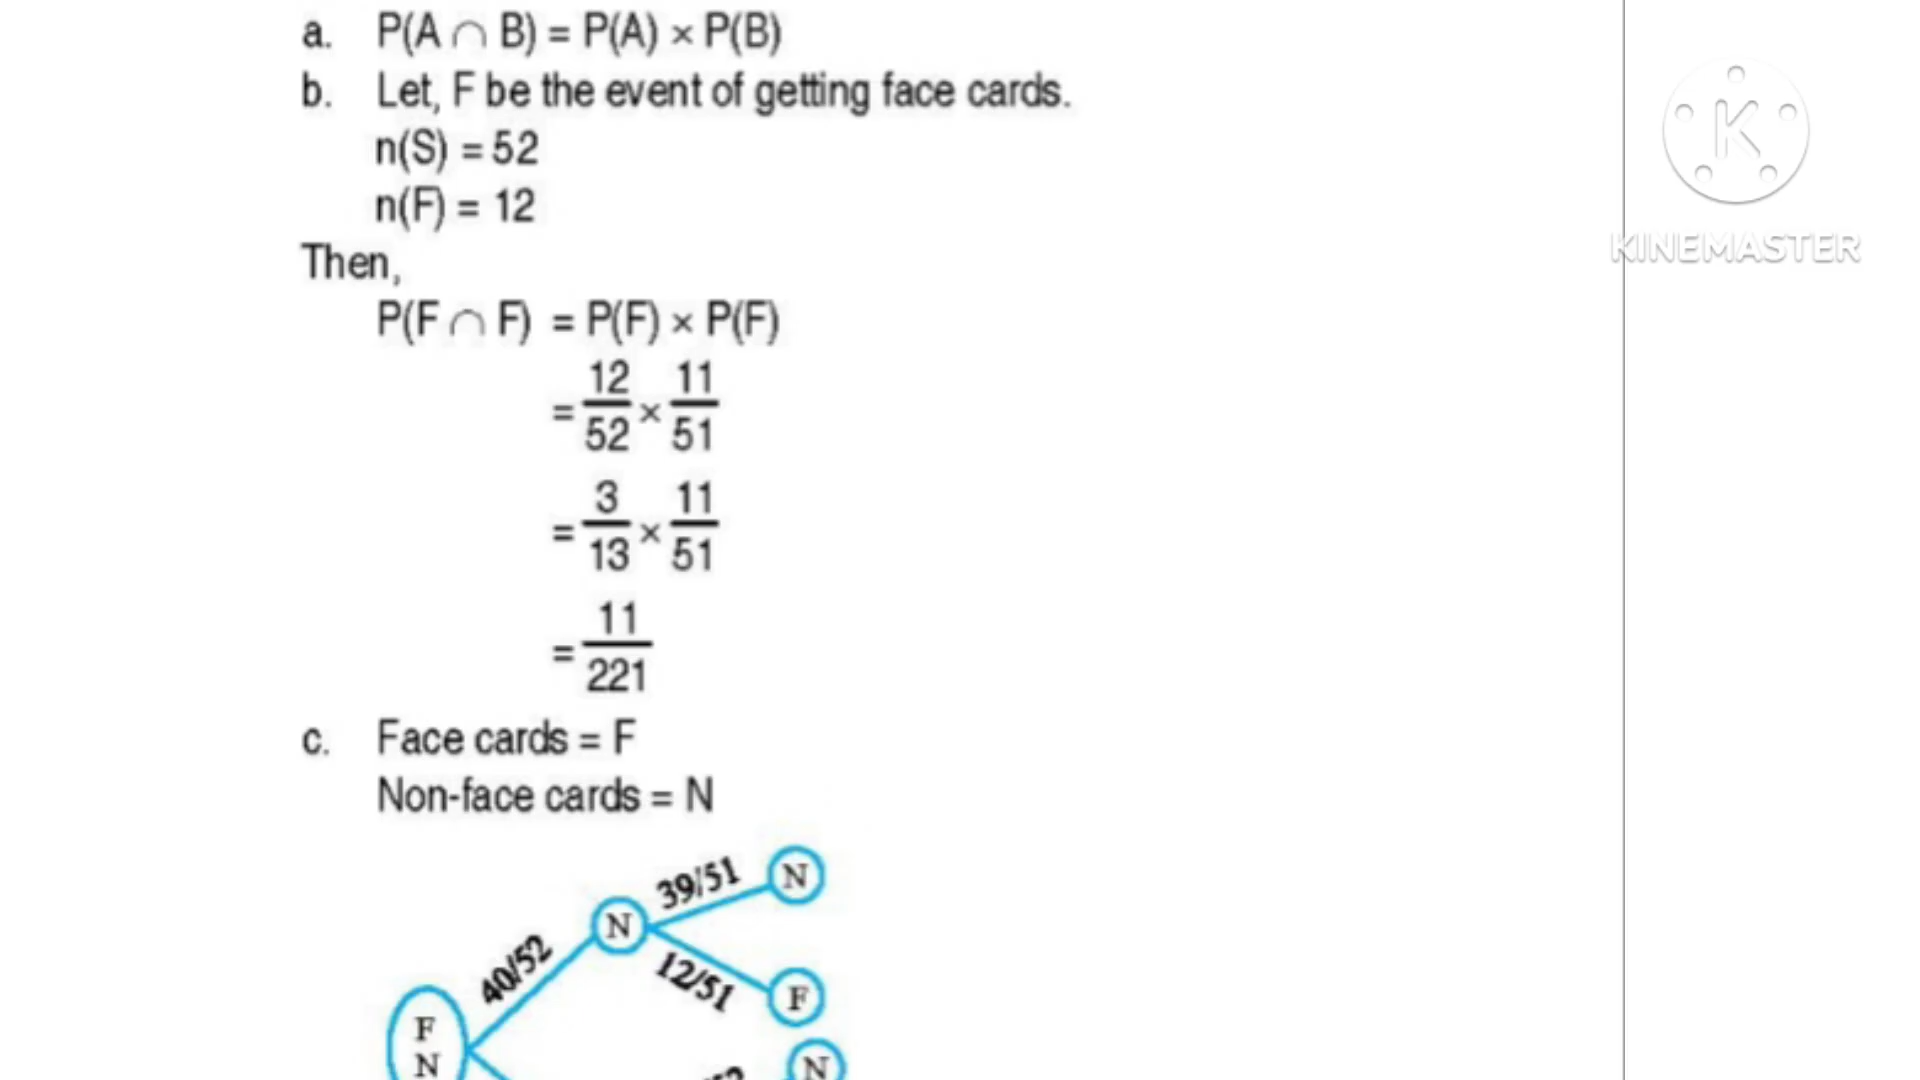 a. P(A ∩ B) = P(A) × P(B)
b. Let, F be the event of getting face cards.
n(S) = 52
n(F) = 12
Then,
P(F ∩ F) = P(F) × P(F)
= 12/52 × 11/51
= 3/13 × 11/51
= 11/221
c. Face cards = F
Non-face cards = N
39/51 N
N
40/52
12/51 F
F
N
N
K
KINEMASTER